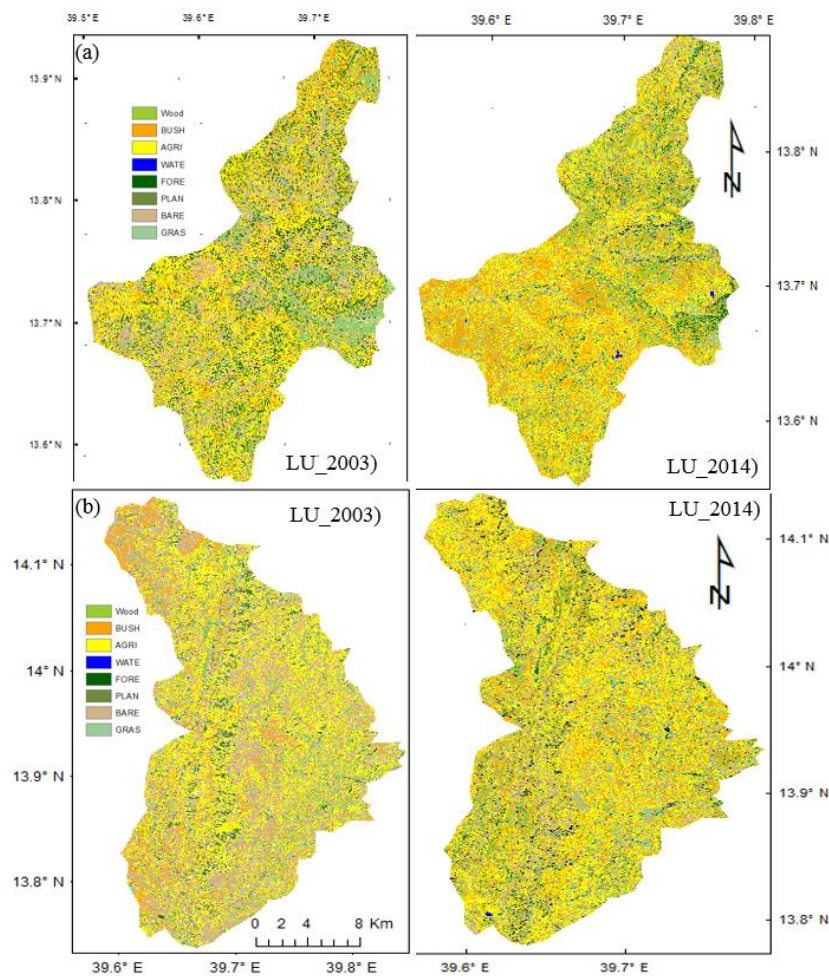 39.5° E 39.6° E 39.7° E
39.6° E 39.7° E 39.8° E
(a)
13.9° N
13.8° N
13.7° N
13.6° N
Wood
BUSH
AGRI
WATE
FORE
PLAN
BARE
GRAS
LU_2003)
N
13.8° N
13.7° N
13.6° N
LU_2014)
(b)
LU_2003)
14.1° N
14° N
13.9° N
13.8° N
Wood
BUSH
AGRI
WATE
FORE
PLAN
BARE
GRAS
0 2 4 8 Km
39.6° E 39.7° E 39.8° E
LU_2014)
N
14.1° N
14° N
13.9° N
13.8° N
39.6° E 39.7° E